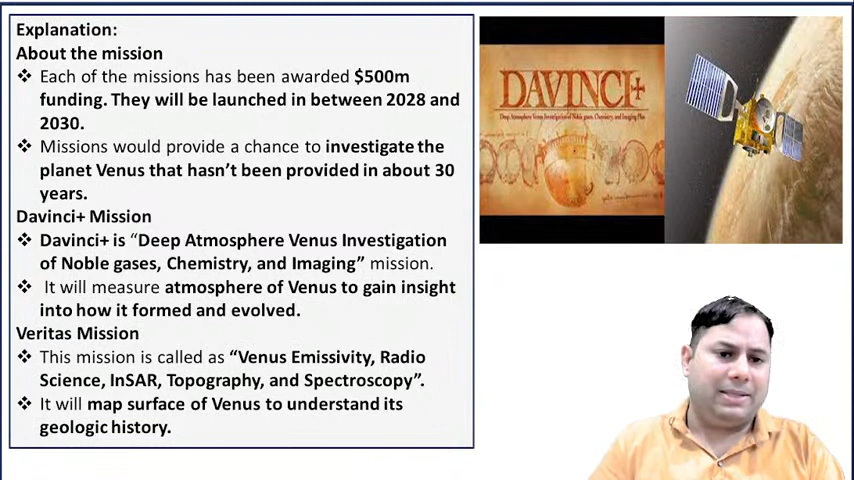 Explanation:
About the mission
❖ Each of the missions has been awarded $500m
funding. They will be launched in between 2028 and
2030.
❖ Missions would provide a chance to investigate the
planet Venus that hasn't been provided in about 30
years.
Davinci+ Mission
❖ Davinci+ is “Deep Atmosphere Venus Investigation
of Noble gases, Chemistry, and Imaging” mission.
❖ It will measure atmosphere of Venus to gain insight
into how it formed and evolved.
Veritas Mission
❖ This mission is called as “Venus Emissivity, Radio
Science, InSAR, Topography, and Spectroscopy”.
❖ It will map surface of Venus to understand its
geologic history.
DAVINCI+
Deep Atmosphere Venus Investigation of Noble gases, Chemistry, and Imaging Plus